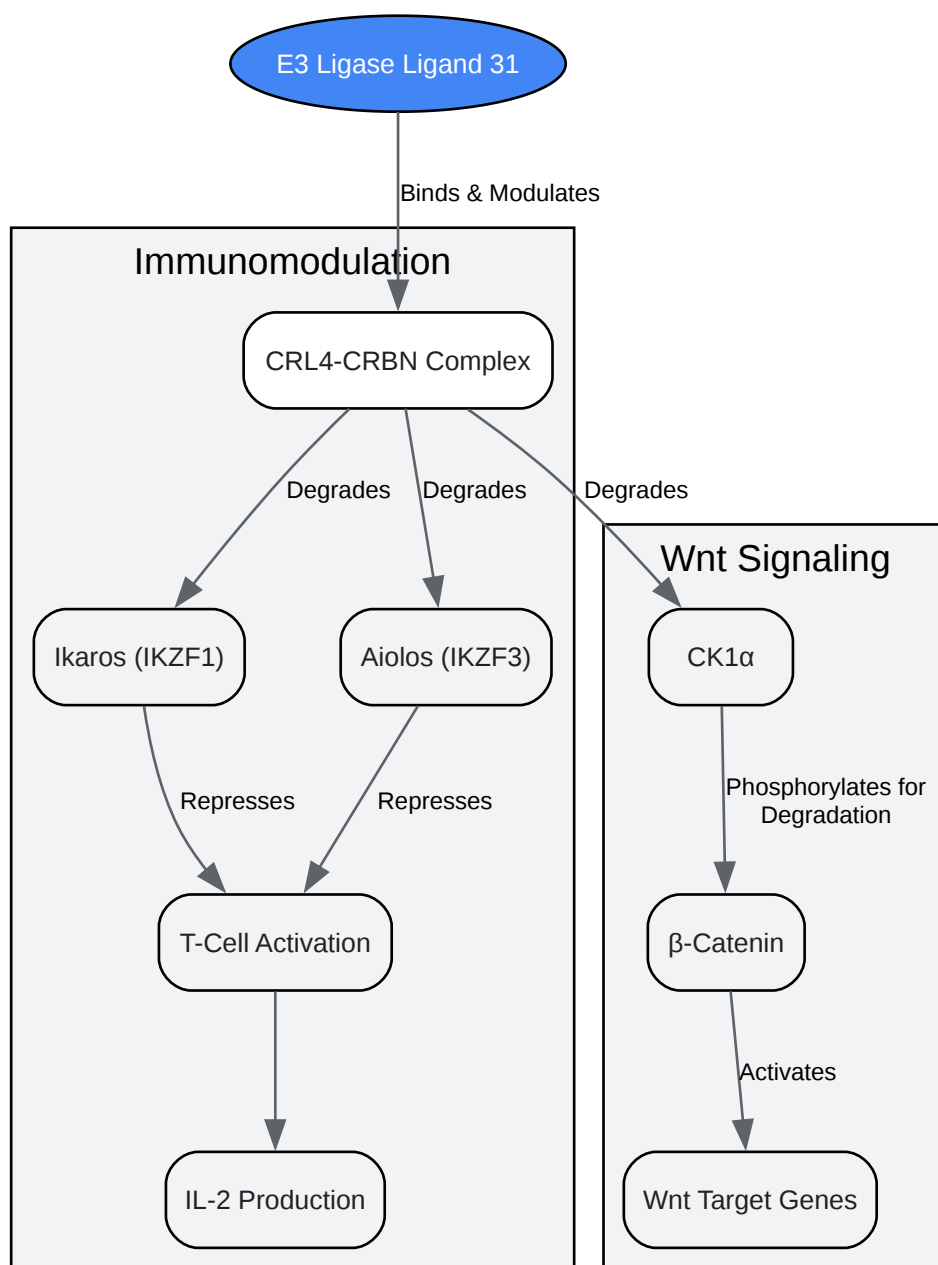 E3 Ligase Ligand 31
Binds & Modulates
Immunomodulation
CRL4-CRBN Complex
Degrades
Degrades
Degrades
Wnt Signaling
Ikaros (IKZF1)
Aiolos (IKZF3)
CK1α
Represses
Represses
Phosphorylates for
Degradation
T-Cell Activation
β-Catenin
Activates
IL-2 Production
Wnt Target Genes